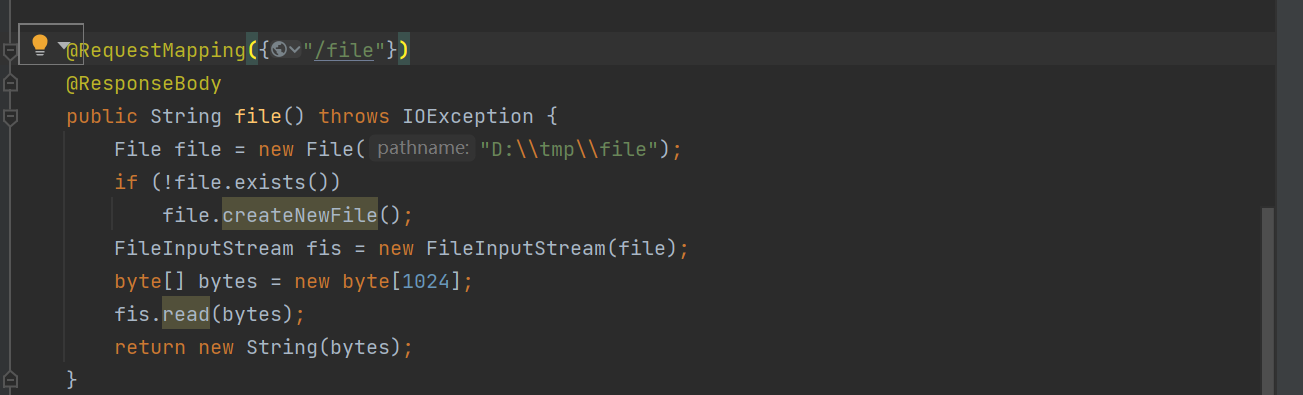 @RequestMapping({"/file"})
@ResponseBody
public String file() throws IOException {
File file = new File( pathname: "D:\\tmp\\file");
if (!file.exists())
file.createNewFile();
FileInputStream fis = new FileInputStream(file);
byte[] bytes = new byte[1024];
fis.read(bytes);
return new String(bytes);
}